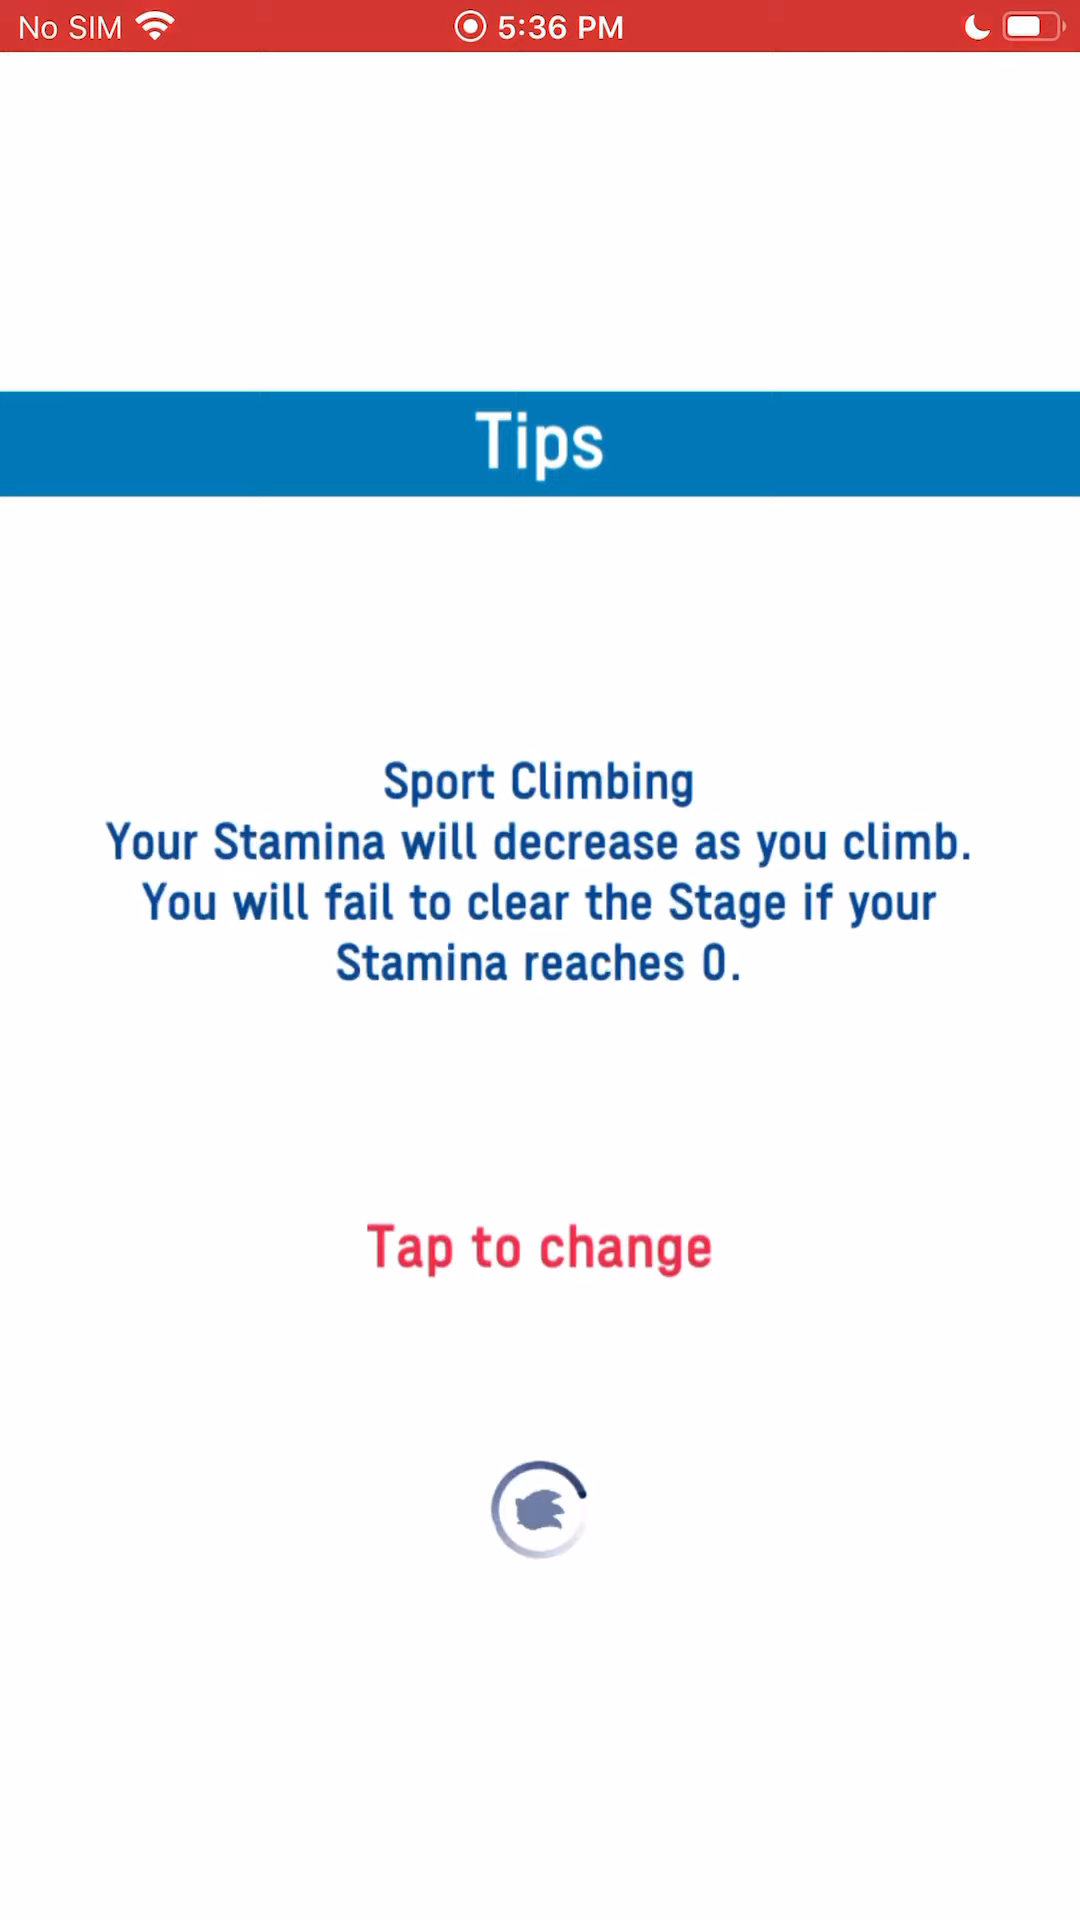 No SIM 5:36 PM
Tips
Sport Climbing
Your Stamina will decrease as you climb.
You will fail to clear the Stage if your
Stamina reaches 0.
Tap to change